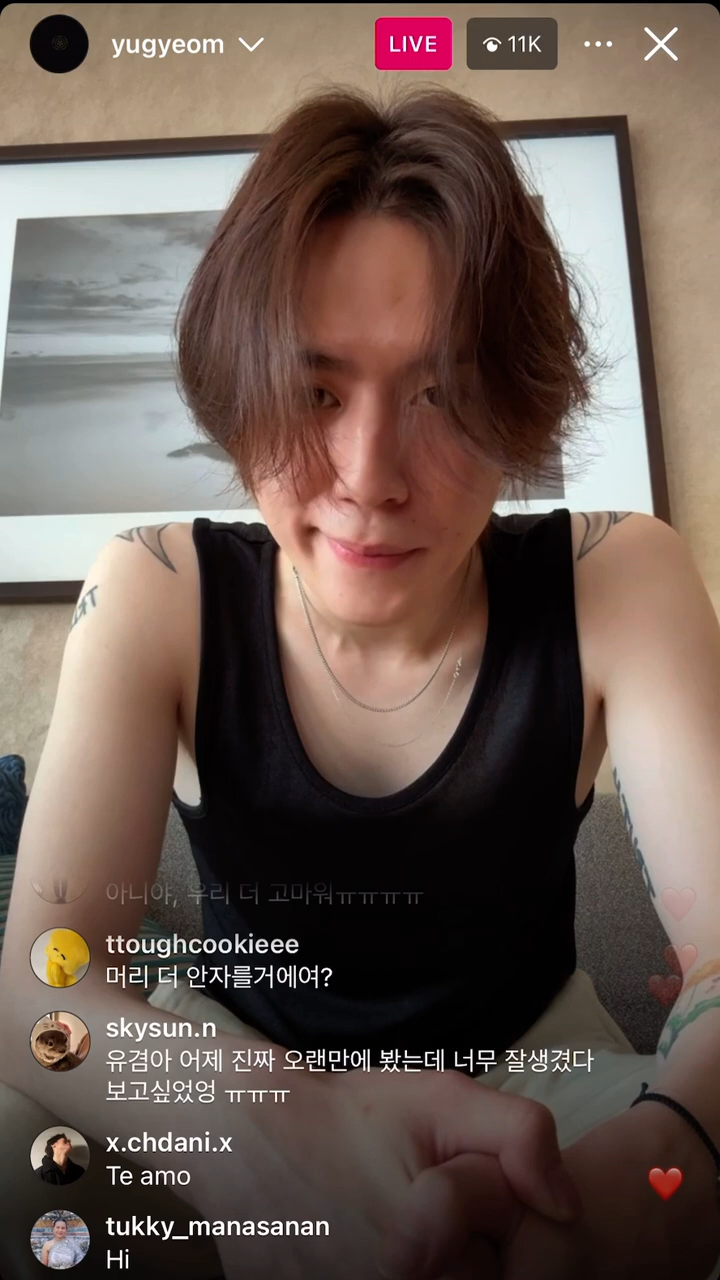 yugyeom
LIVE
11K
아니야, 우리 더 고마워ㅠㅠㅠㅠ
ttoughcookieee
머리 더 안자를거에여?
skysun.n
유겸아 어제 진짜 오랜만에 봤는데 너무 잘생겼다
보고싶었엉 ㅠㅠㅠ
x.chdani.x
Te amo
tukky_manasanan
Hi